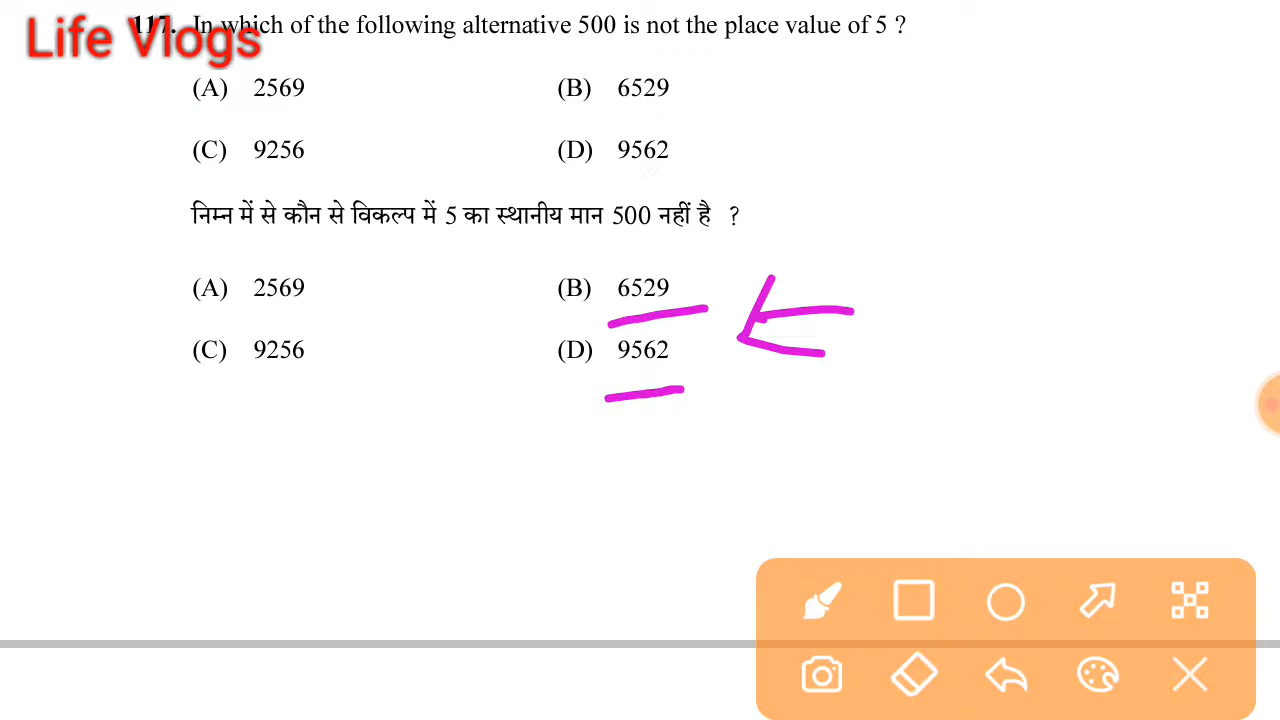 Life Vlogs
117. In which of the following alternative 500 is not the place value of 5 ?
(A) 2569 (B) 6529
(C) 9256 (D) 9562
निम्न में से कौन से विकल्प में 5 का स्थानीय मान 500 नहीं है ?
(A) 2569 (B) 6529
(C) 9256 (D) 9562